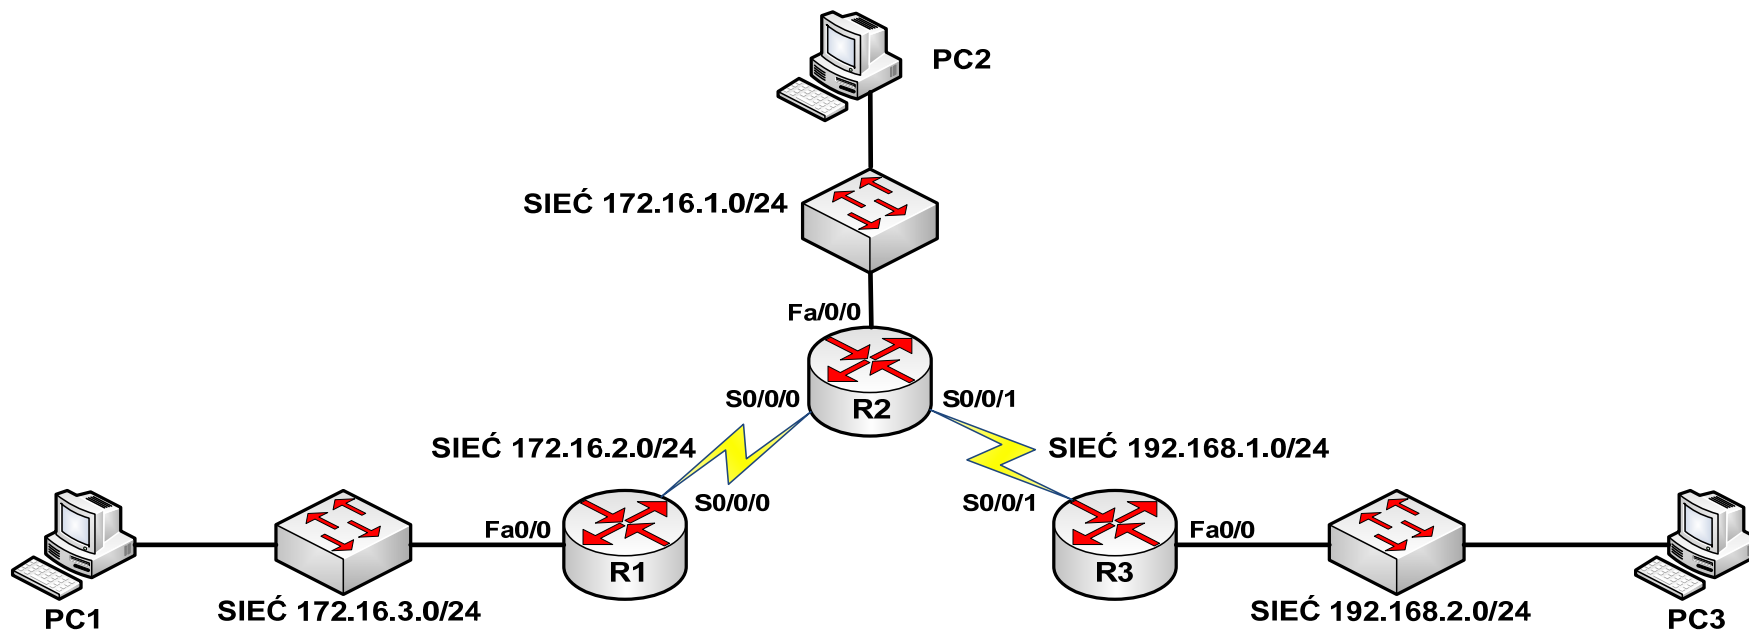 PC2
SIEĆ 172.16.1.0/24
Fa/0/0
S0/0/0
R2
S0/0/1
SIEĆ 172.16.2.0/24
SIEĆ 192.168.1.0/24
S0/0/0
S0/0/1
Fa0/0
Fa0/0
R1
R3
PC1
SIEĆ 172.16.3.0/24
SIEĆ 192.168.2.0/24
PC3